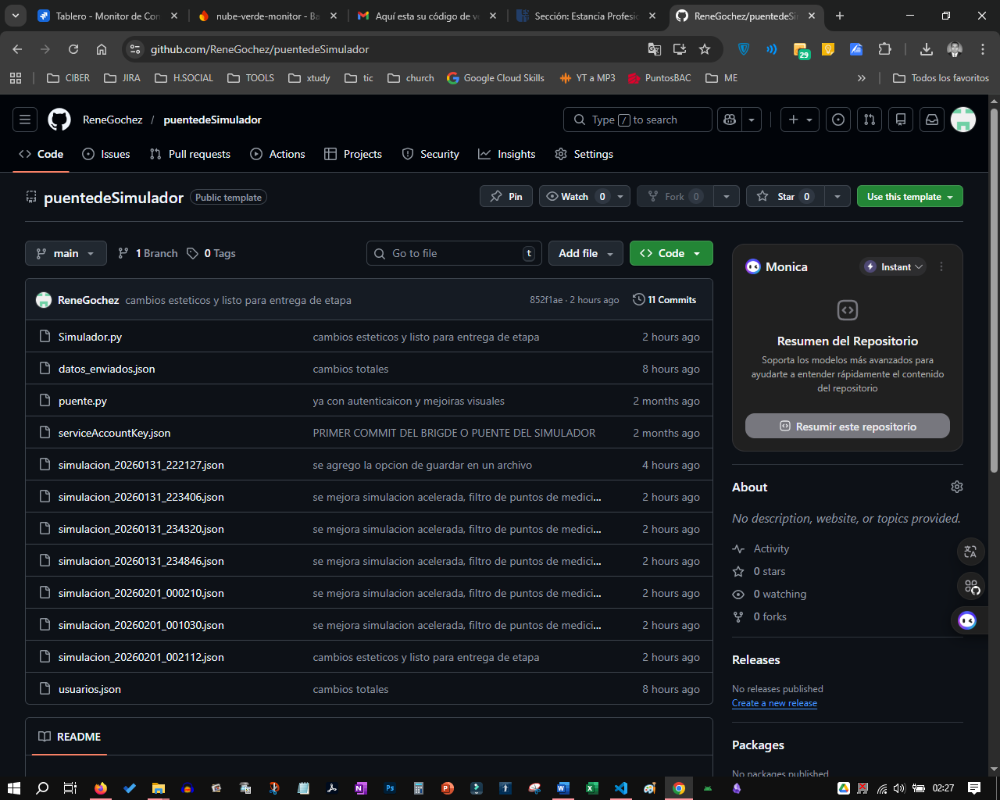 Tablero - Monitor de Con
nube-verde-monitor - Ba
Aquí esta su código de ve
Sección: Estancia Profesio
ReneGochez/puentedeSi
github.com/ReneGochez/puentedeSimulador
29
CIBER
JIRA
H.SOCIAL
TOOLS
xtudy
tic
church
Google Cloud Skills
YT a MP3
PuntosBAC
ME
Todos los favoritos
ReneGochez / puentedeSimulador
Type / to search
Code
Issues
Pull requests
Actions
Projects
Security
Insights
Settings
puentedeSimulador Public template
Pin
Watch 0
Fork 0
Star 0
Use this template
main
1 Branch
0 Tags
Go to file t
Add file
Code
ReneGochez cambios esteticos y listo para entrega de etapa 852f1ae · 2 hours ago 11 Commits
Simulador.py cambios esteticos y listo para entrega de etapa 2 hours ago
datos_enviados.json cambios totales 8 hours ago
puente.py ya con autenticaicon y mejoiras visuales 2 months ago
serviceAccountKey.json PRIMER COMMIT DEL BRIGDE O PUENTE DEL SIMULADOR 2 months ago
simulacion_20260131_222127.json se agrego la opcion de guardar en un archivo 4 hours ago
simulacion_20260131_223406.json se mejora simulacion acelerada, filtro de puntos de medici... 2 hours ago
simulacion_20260131_234320.json se mejora simulacion acelerada, filtro de puntos de medici... 2 hours ago
simulacion_20260131_234846.json se mejora simulacion acelerada, filtro de puntos de medici... 2 hours ago
simulacion_20260201_000210.json se mejora simulacion acelerada, filtro de puntos de medici... 2 hours ago
simulacion_20260201_001030.json se mejora simulacion acelerada, filtro de puntos de medici... 2 hours ago
simulacion_20260201_002112.json cambios esteticos y listo para entrega de etapa 2 hours ago
usuarios.json cambios totales 8 hours ago
README
Monica
Instant
Resumen del Repositorio
Soporta los modelos más avanzados para
ayudarte a entender rápidamente el contenido
del repositorio
Resumir este repositorio
About
No description, website, or topics provided.
Activity
0 stars
0 watching
0 forks
Releases
No releases published
Create a new release
Packages
No packages published
02:27